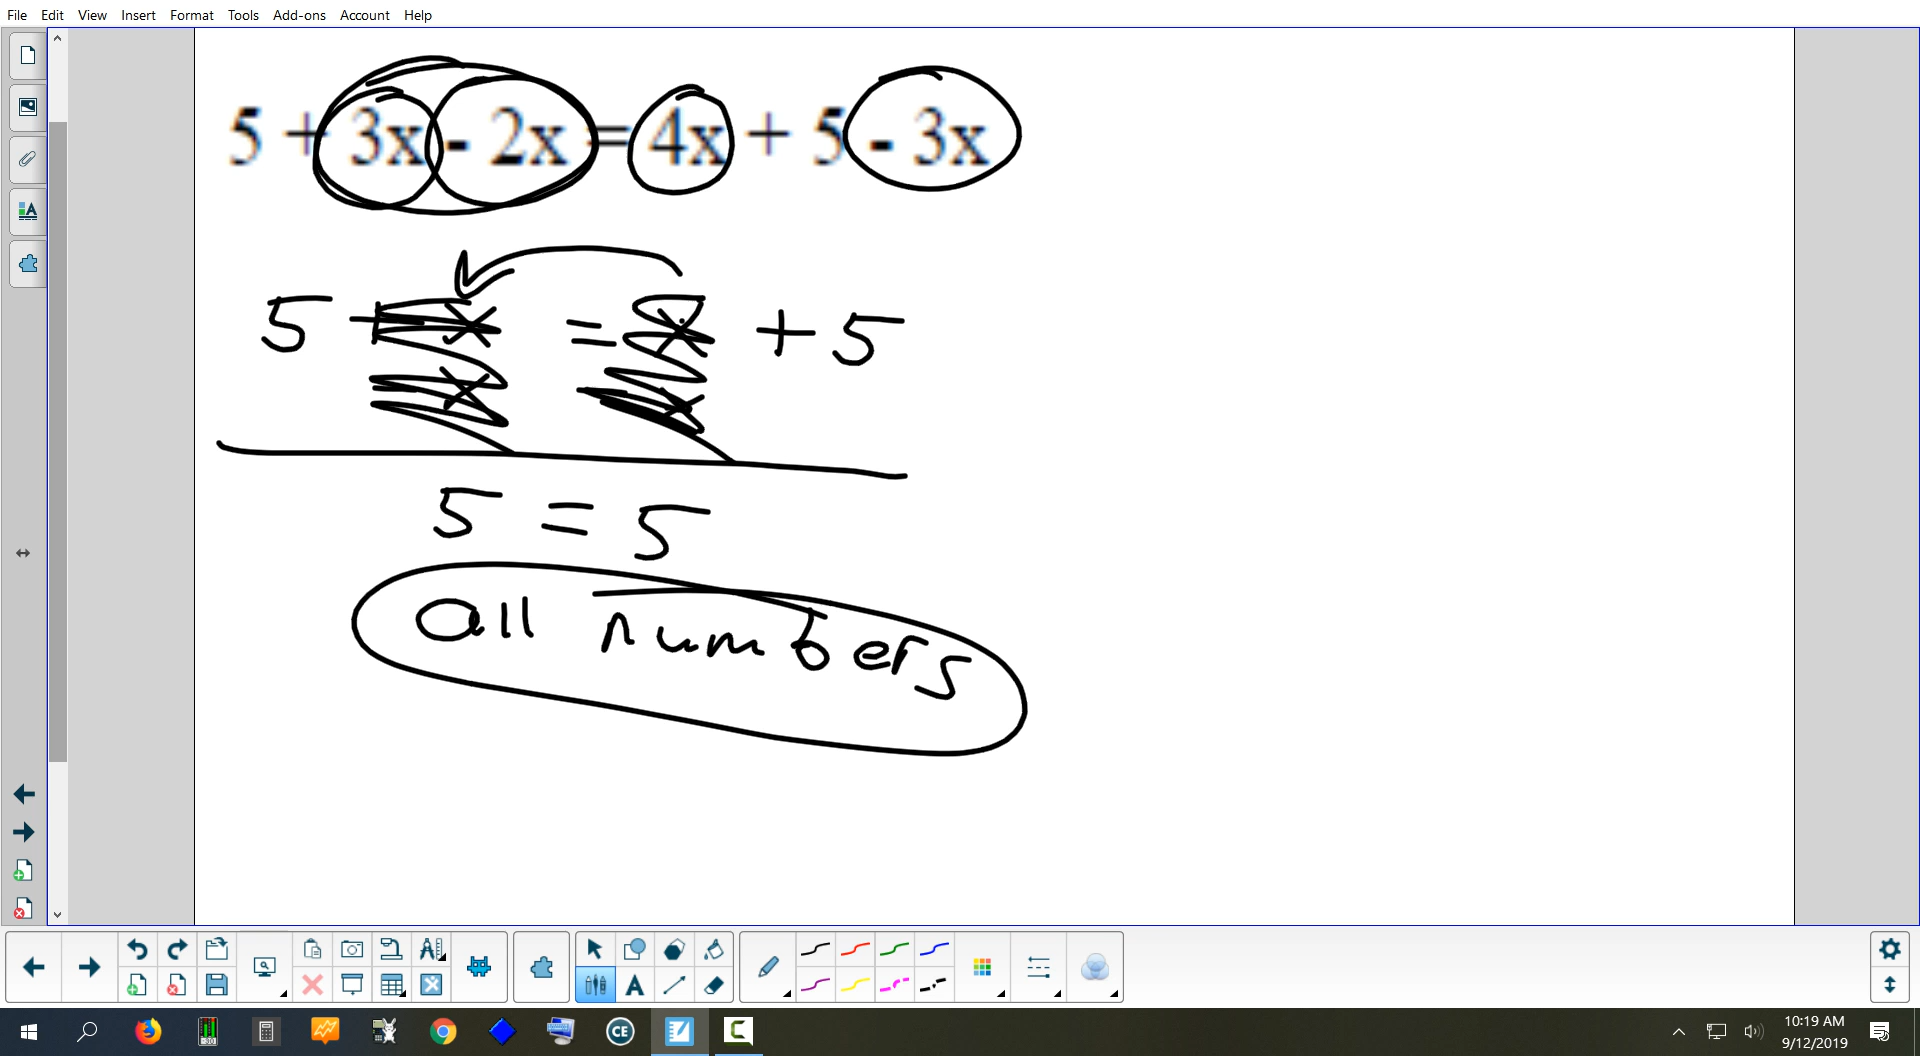 File Edit View Insert Format Tools Add-ons Account Help
5 + 3x - 2x = 4x + 5 - 3x
5 + x = x + 5
5 = 5
all numbers
A
A
CE
10:19 AM
9/12/2019